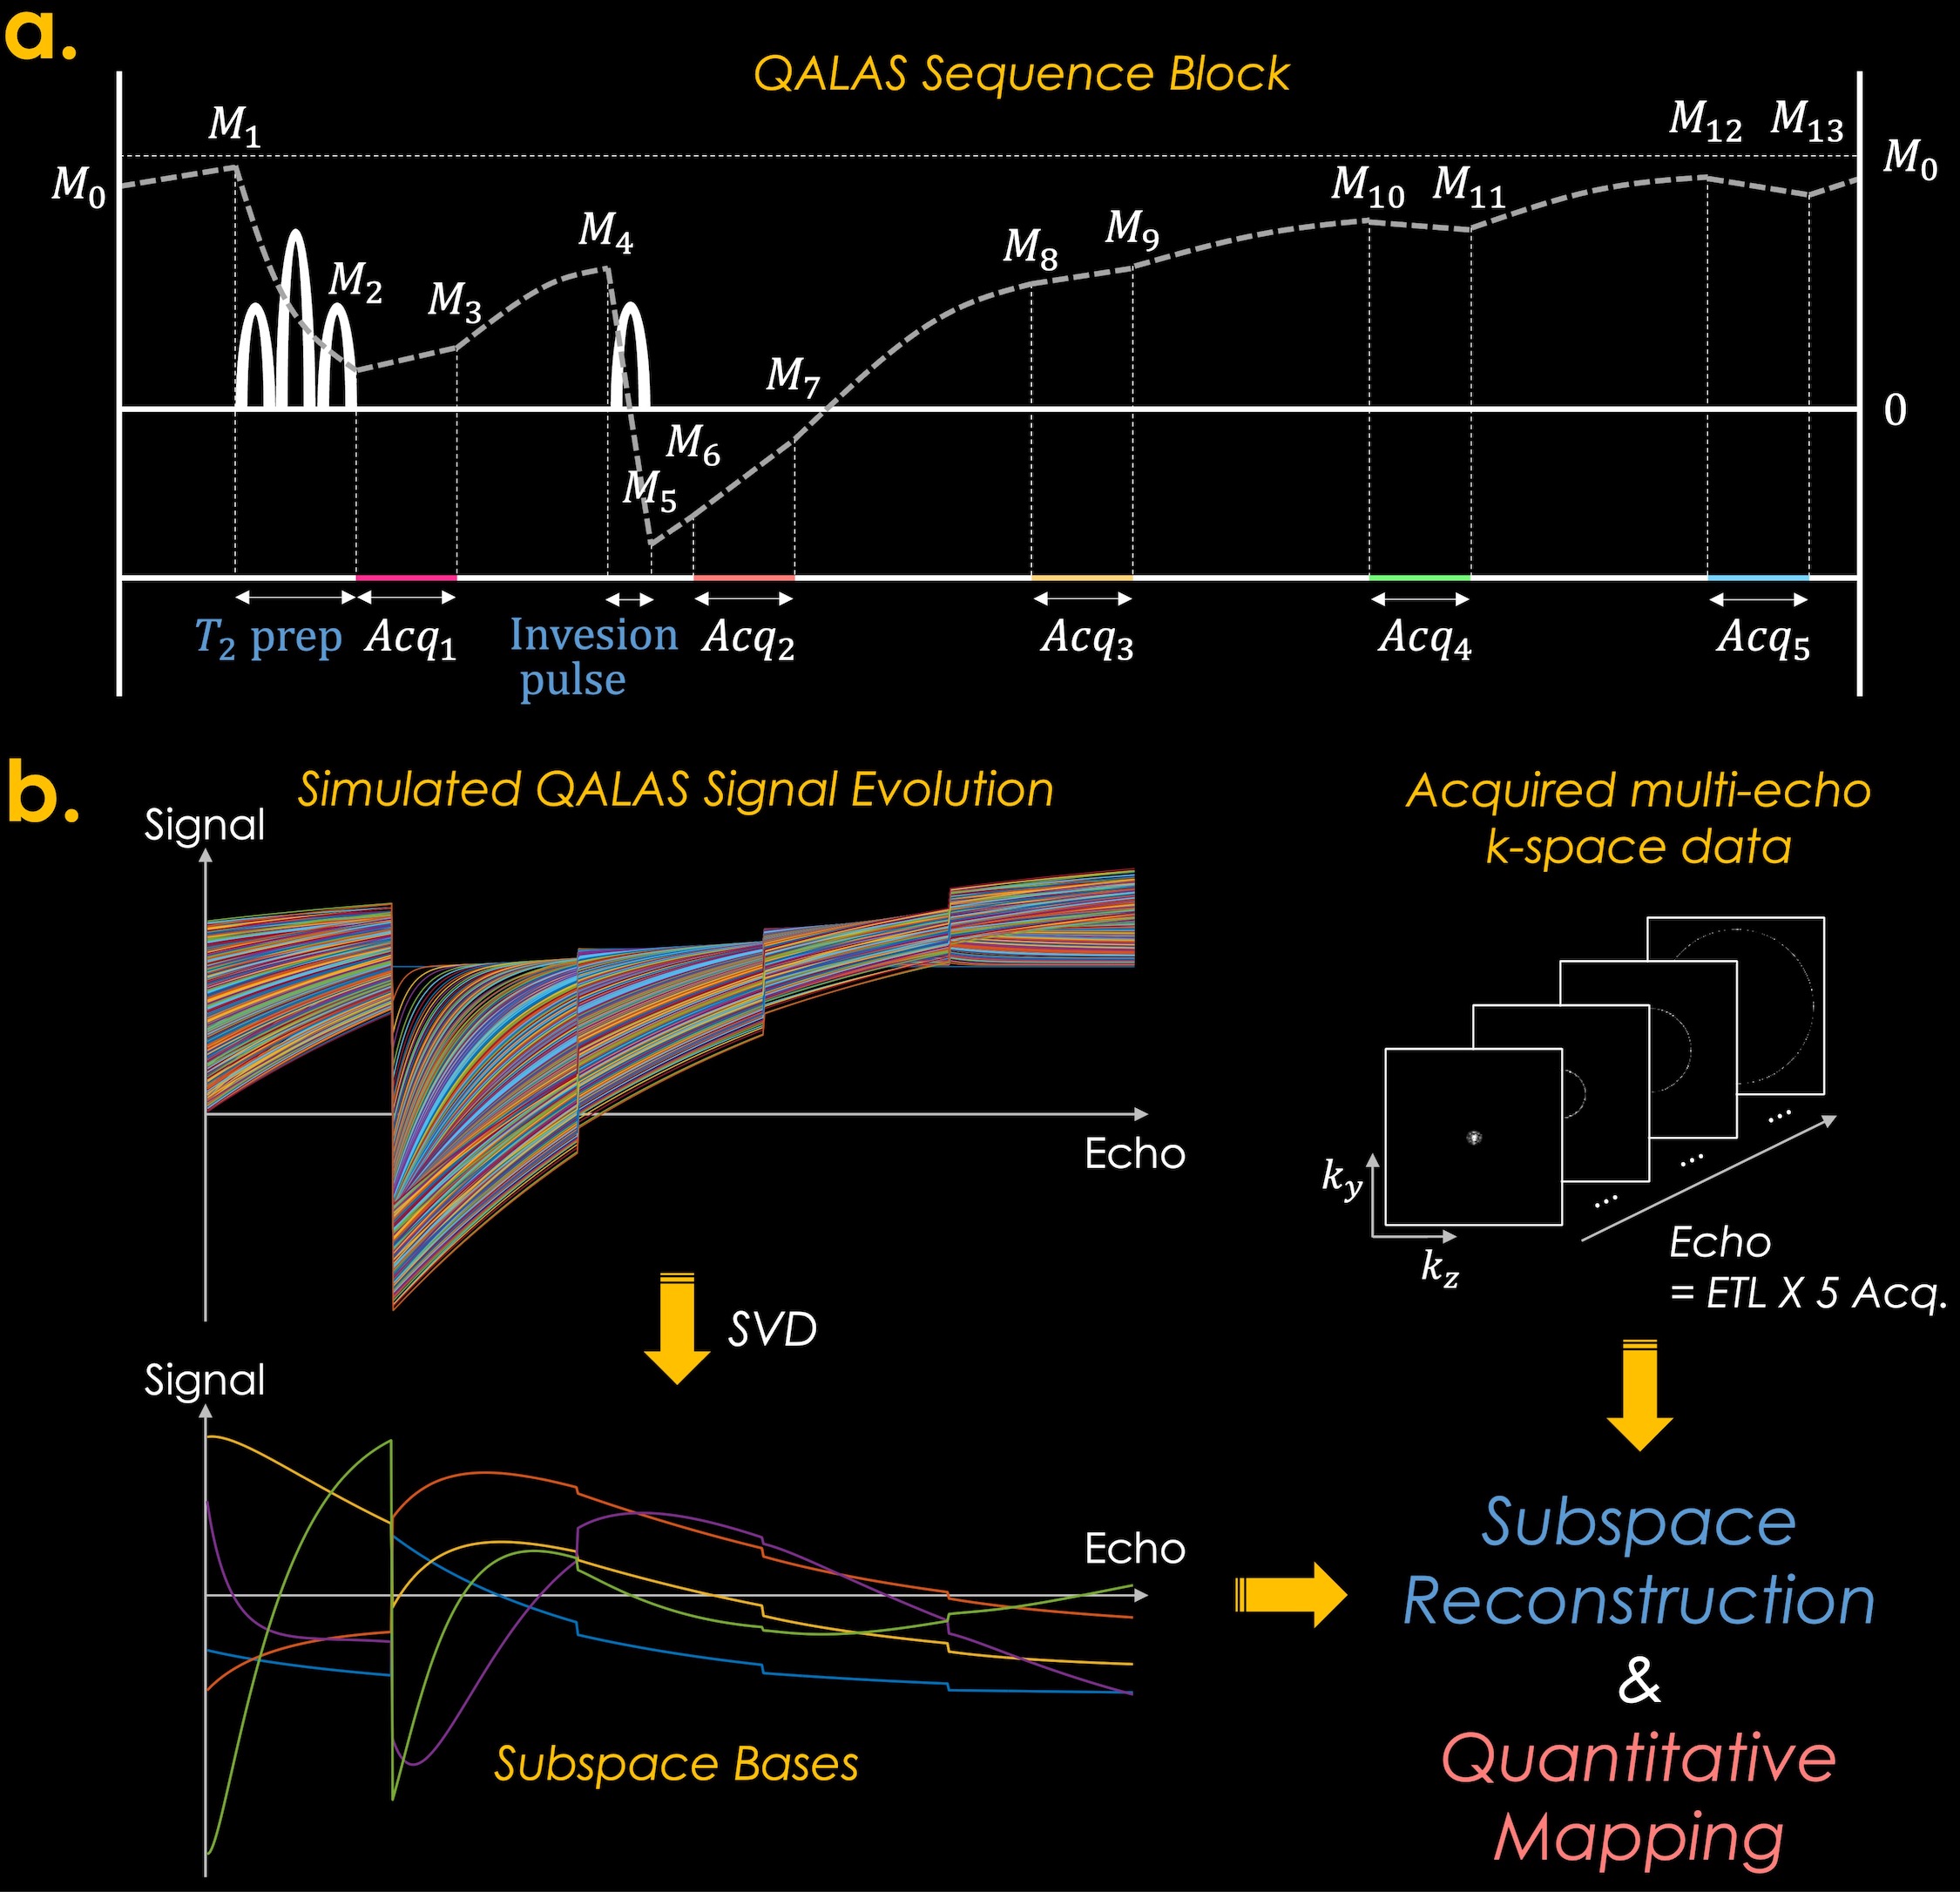 a.
QALAS Sequence Block
M₁
M₁₂ M₁₃
M₀
M₀
M₁₀ M₁₁
M₄
M₈ M₉
M₂
M₃
M₇
0
M₆
M₅
T₂ prep Acq₁ Invesion pulse Acq₂ Acq₃ Acq₄ Acq₅
b.
Simulated QALAS Signal Evolution
Signal
Echo
SVD
Acquired multi-echo
k-space data
k_y
k_z
...
...
...
Echo
= ETL X 5 Acq.
Signal
Echo
Subspace Bases
Subspace
Reconstruction
&
Quantitative
Mapping